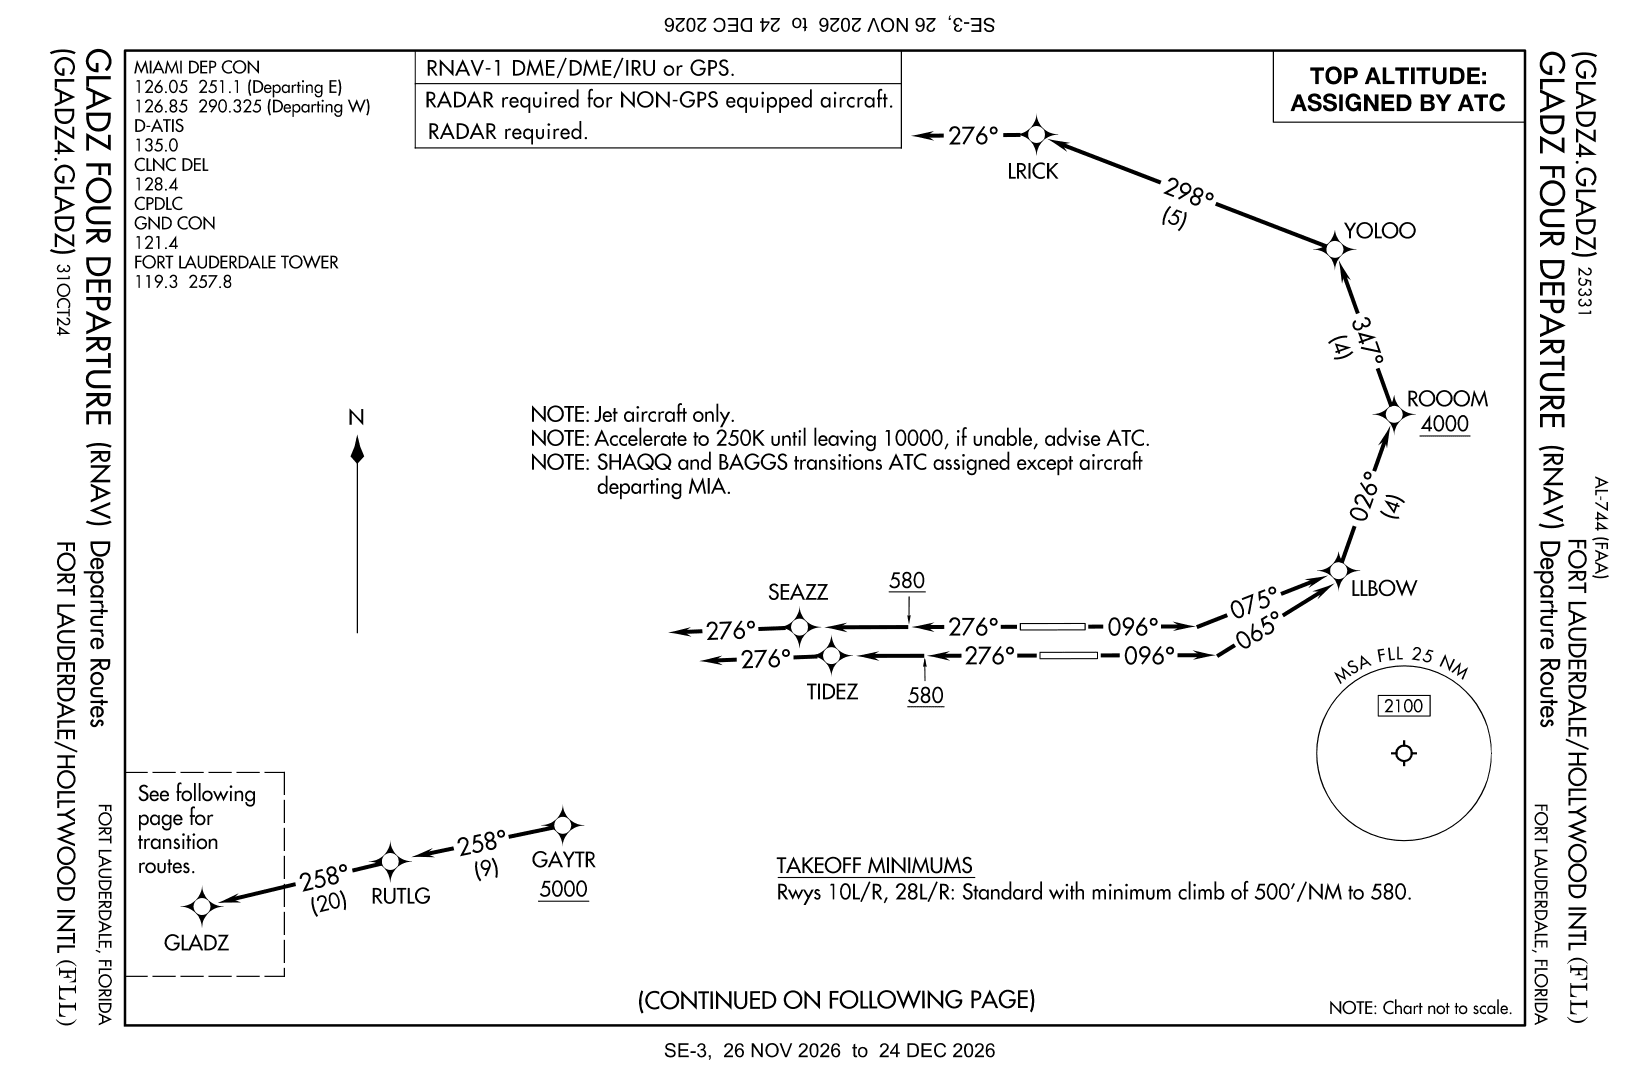 SE-3, 26 NOV 2026 to 24 DEC 2026
(GLADZ4.GLADZ) 31OCT24
GLADZ FOUR DEPARTURE (RNAV) Departure Routes
FORT LAUDERDALE/HOLLYWOOD INTL (FLL)
FORT LAUDERDALE, FLORIDA
MIAMI DEP CON
126.05 251.1 (Departing E)
126.85 290.325 (Departing W)
D-ATIS
135.0
CLNC DEL
128.4
CPDLC
GND CON
121.4
FORT LAUDERDALE TOWER
119.3 257.8
RNAV-1 DME/DME/IRU or GPS.
RADAR required for NON-GPS equipped aircraft.
RADAR required.
TOP ALTITUDE:
ASSIGNED BY ATC
276°
LRICK
298°
(5)
YOLOO
347°
(4)
ROOOM
4000
026°
(4)
LLBOW
N
NOTE: Jet aircraft only.
NOTE: Accelerate to 250K until leaving 10000, if unable, advise ATC.
NOTE: SHAQQ and BAGGS transitions ATC assigned except aircraft
departing MIA.
SEAZZ
580
276°
276°
096°
075°
276°
276°
096°
065°
TIDEZ
580
MSA FLL 25 NM
2100
See following
page for
transition
routes.
GLADZ
258°
(20)
RUTLG
258°
(9)
GAYTR
5000
TAKEOFF MINIMUMS
Rwys 10L/R, 28L/R: Standard with minimum climb of 500'/NM to 580.
(CONTINUED ON FOLLOWING PAGE)
NOTE: Chart not to scale.
(GLADZ4.GLADZ) 25331
GLADZ FOUR DEPARTURE (RNAV) Departure Routes
AL-744 (FAA)
FORT LAUDERDALE/HOLLYWOOD INTL (FLL)
FORT LAUDERDALE, FLORIDA
SE-3, 26 NOV 2026 to 24 DEC 2026